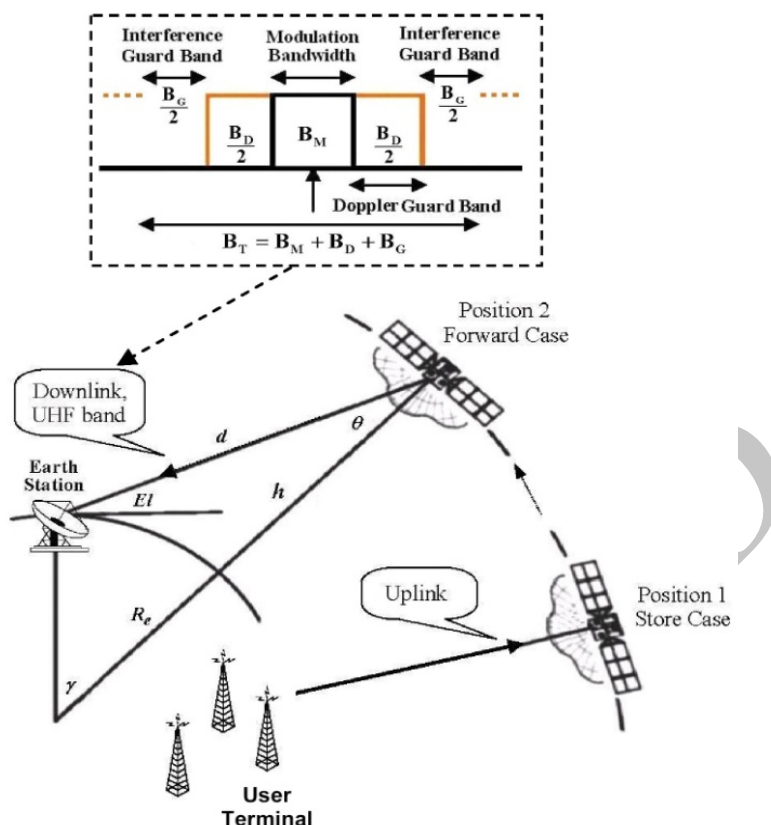 Interference
Guard Band
Modulation
Bandwidth
Interference
Guard Band
B_G
2
B_G
2
B_D
2
B_M
B_D
2
Doppler Guard Band
B_T = B_M + B_D + B_G
Position 2
Forward Case
Downlink,
UHF band
d
θ
Earth
Station
El
h
Uplink
Position 1
Store Case
R_e
γ
User
Terminal